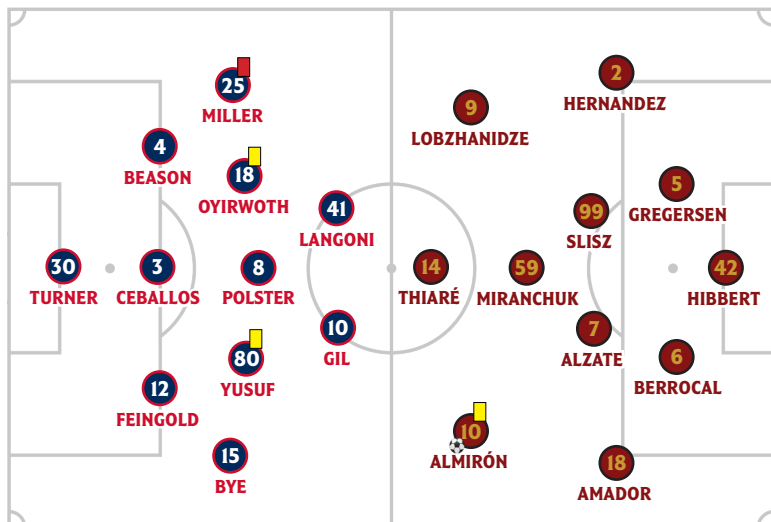 25
MILLER
4
BEASON
18
OYIRWOTH
41
LANGONI
30
TURNER
3
CEBALLOS
8
POLSTER
10
GIL
80
YUSUF
12
FEINGOLD
15
BYE
2
HERNANDEZ
9
LOBZHANIDZE
5
GREGERSEN
99
SLISZ
14
THIARÉ
59
MIRANCHUK
42
HIBBERT
7
ALZATE
6
BERROCAL
10
ALMIRÓN
18
AMADOR